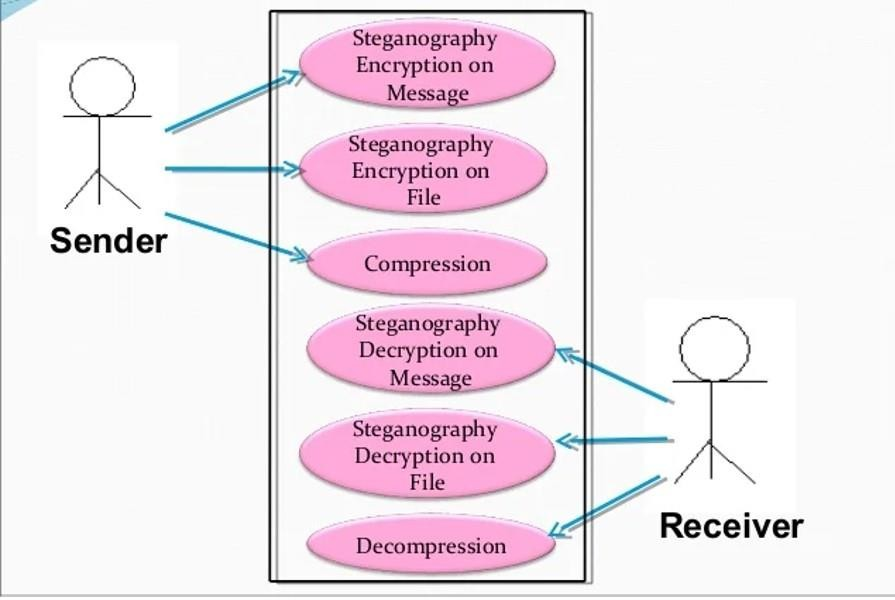 Steganography
Encryption on
Message
Steganography
Encryption on
File
Sender
Compression
Steganography
Decryption on
Message
Steganography
Decryption on
File
Receiver
Decompression